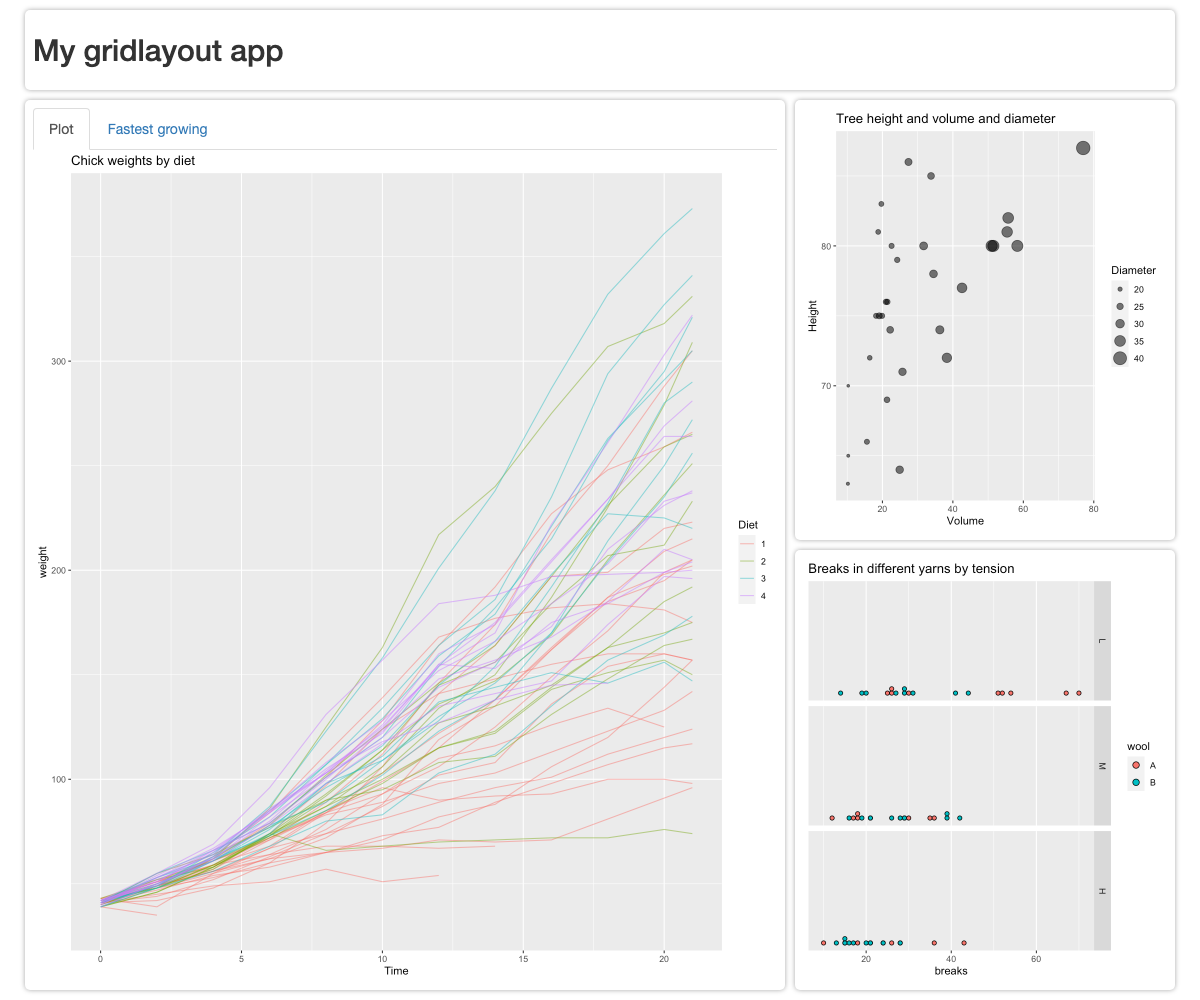 My gridlayout app
Plot
Fastest growing
Chick weights by diet
weight
300
200
100
0
5
10
15
20
Time
Diet
1
2
3
4
Tree height and volume and diameter
Height
80
70
20
40
60
80
Volume
Diameter
20
25
30
35
40
Breaks in different yarns by tension
L
M
H
20
40
60
breaks
wool
A
B